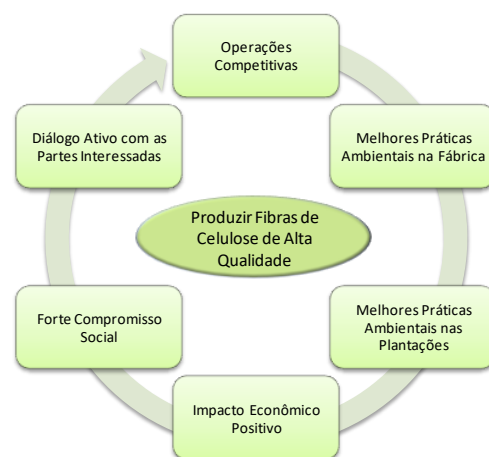 Operações
Competitivas
Melhores Práticas
Ambientais na Fábrica
Melhores Práticas
Ambientais nas
Plantações
Impacto Econômico
Positivo
Forte Compromisso
Social
Diálogo Ativo com as
Partes Interessadas
Produzir Fibras de
Celulose de Alta
Qualidade